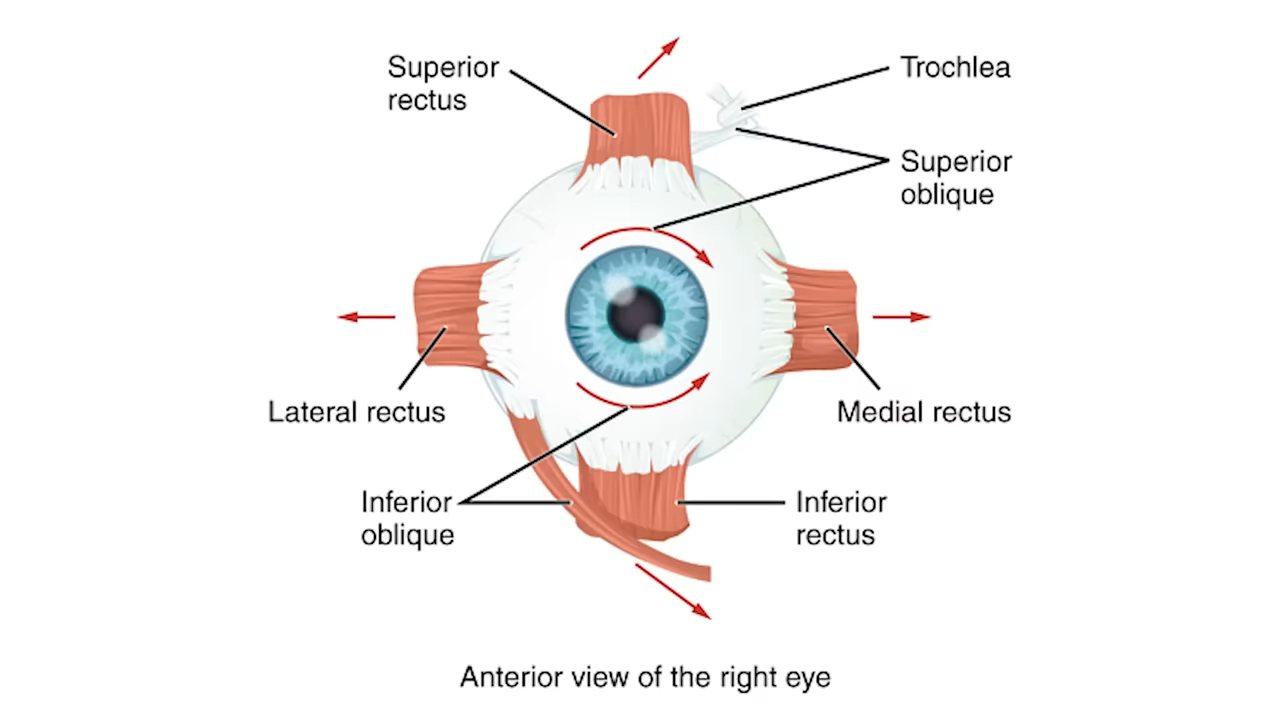 Superior
rectus
Trochlea
Superior
oblique
Lateral rectus
Medial rectus
Inferior
oblique
Inferior
rectus
Anterior view of the right eye